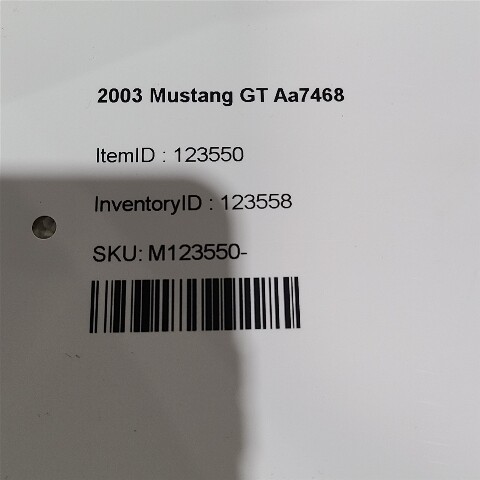 2003 Mustang GT Aa7468
ItemID : 123550
InventoryID : 123558
SKU: M123550-